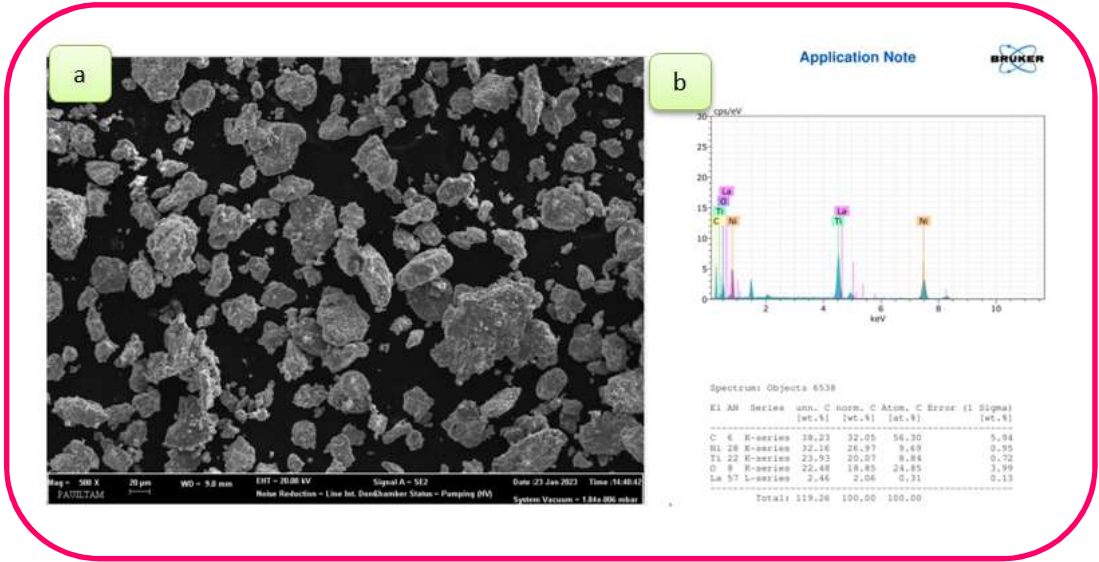 a
Mag = 500 X
20 µm
WD = 9.0 mm
EHT = 20.00 kV
Signal A = SE2
Date :23 Jan 2023
Time :14:40:42
Noise Reduction = Line Int. Done
Chamber Status = Pumping (HV)
System Vacuum = 1.84e-006 mbar
b
Application Note
BRUKER
cps/eV
30
25
20
15
10
5
0
La
O
Ti
C
Ni
La
Ti
Ni
2
4
6
8
10
keV
Spectrum: Objects 6538
El AN Series unn. C norm. C Atom. C Error (1 Sigma)
[wt.%] [wt.%] [at.%] [wt.%]
C 6 K-series 38.23 32.05 56.30 5.94
Ni 28 K-series 32.16 26.97 9.69 0.95
Ti 22 K-series 23.93 20.07 8.84 0.72
O 8 K-series 22.48 18.85 24.85 3.99
La 57 L-series 2.46 2.06 0.31 0.13
Total: 119.26 100.00 100.00